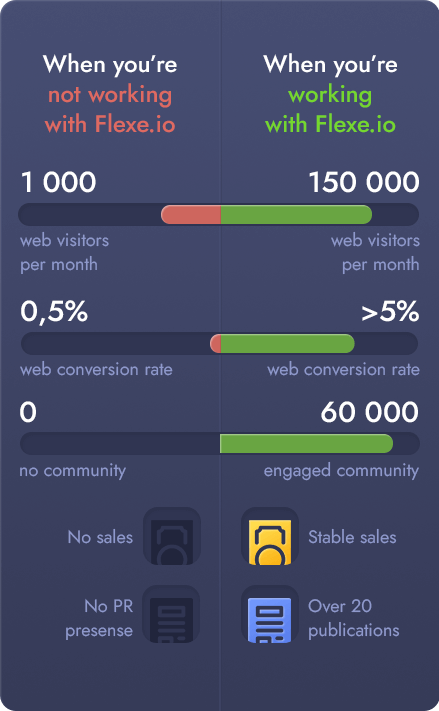 When you're
not working
with Flexe.io
When you're
working
with Flexe.io
1 000
150 000
web visitors
per month
web visitors
per month
0,5%
>5%
web conversion rate
web conversion rate
0
60 000
no community
engaged community
No sales
Stable sales
No PR
presense
Over 20
publications